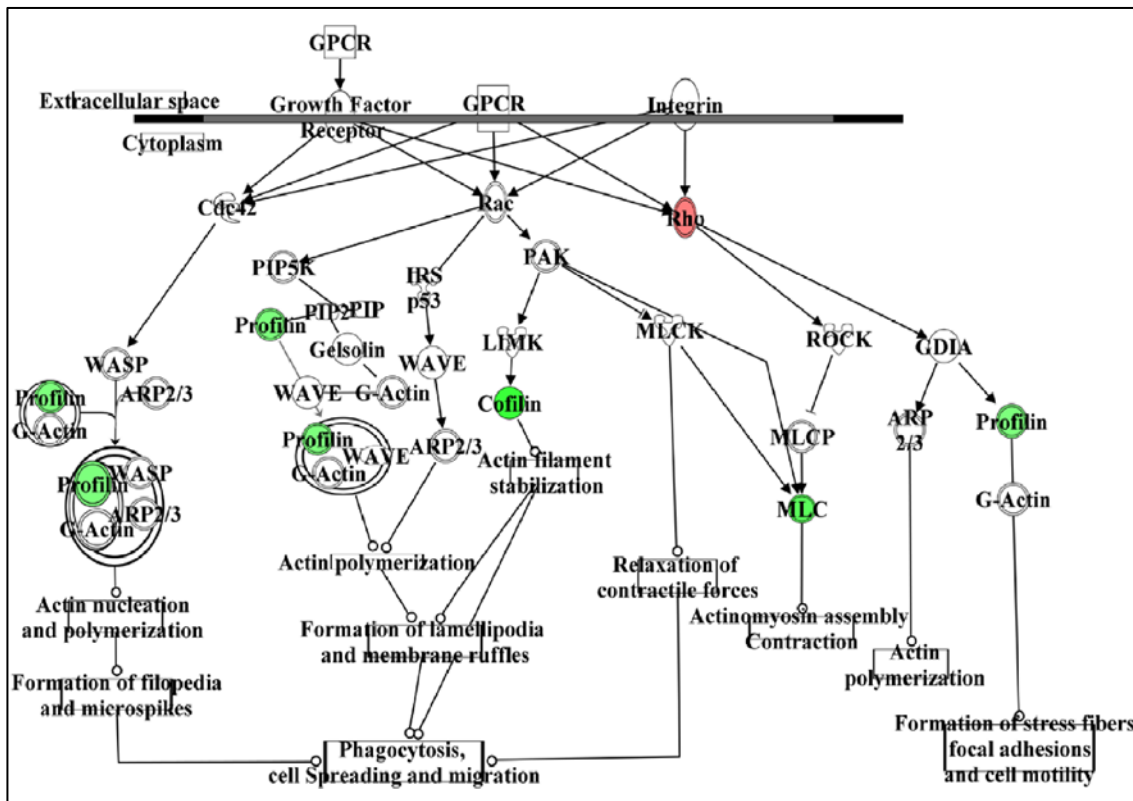 GPCR
Extracellular space
Growth Factor
Receptor
GPCR
Integrin
Cytoplasm
Cdc42
Rac
Rho
PIP5K
IRS
p53
PAK
Profilin
PIP2
PIP
Gelsolin
LIMK
MLCK
ROCK
GDIA
WASP
ARP2/3
Profilin
G-Actin
WAVE
G-Actin
WAVE
Cofilin
MLCP
ARP
2/3
Profilin
Profilin
WAVE
G-Actin
ARP2/3
Actin filament
stabilization
Profilin
WASP
G-Actin
ARP2/3
MLC
G-Actin
Actin polymerization
Relaxation of
contractile forces
Actin nucleation
and polymerization
Formation of lamellipodia
and membrane ruffles
Actinomyosin assembly
Contraction
Actin
polymerization
Formation of filopedia
and microspikes
Phagocytosis,
cell Spreading and migration
Formation of stress fibers
focal adhesions
and cell motility